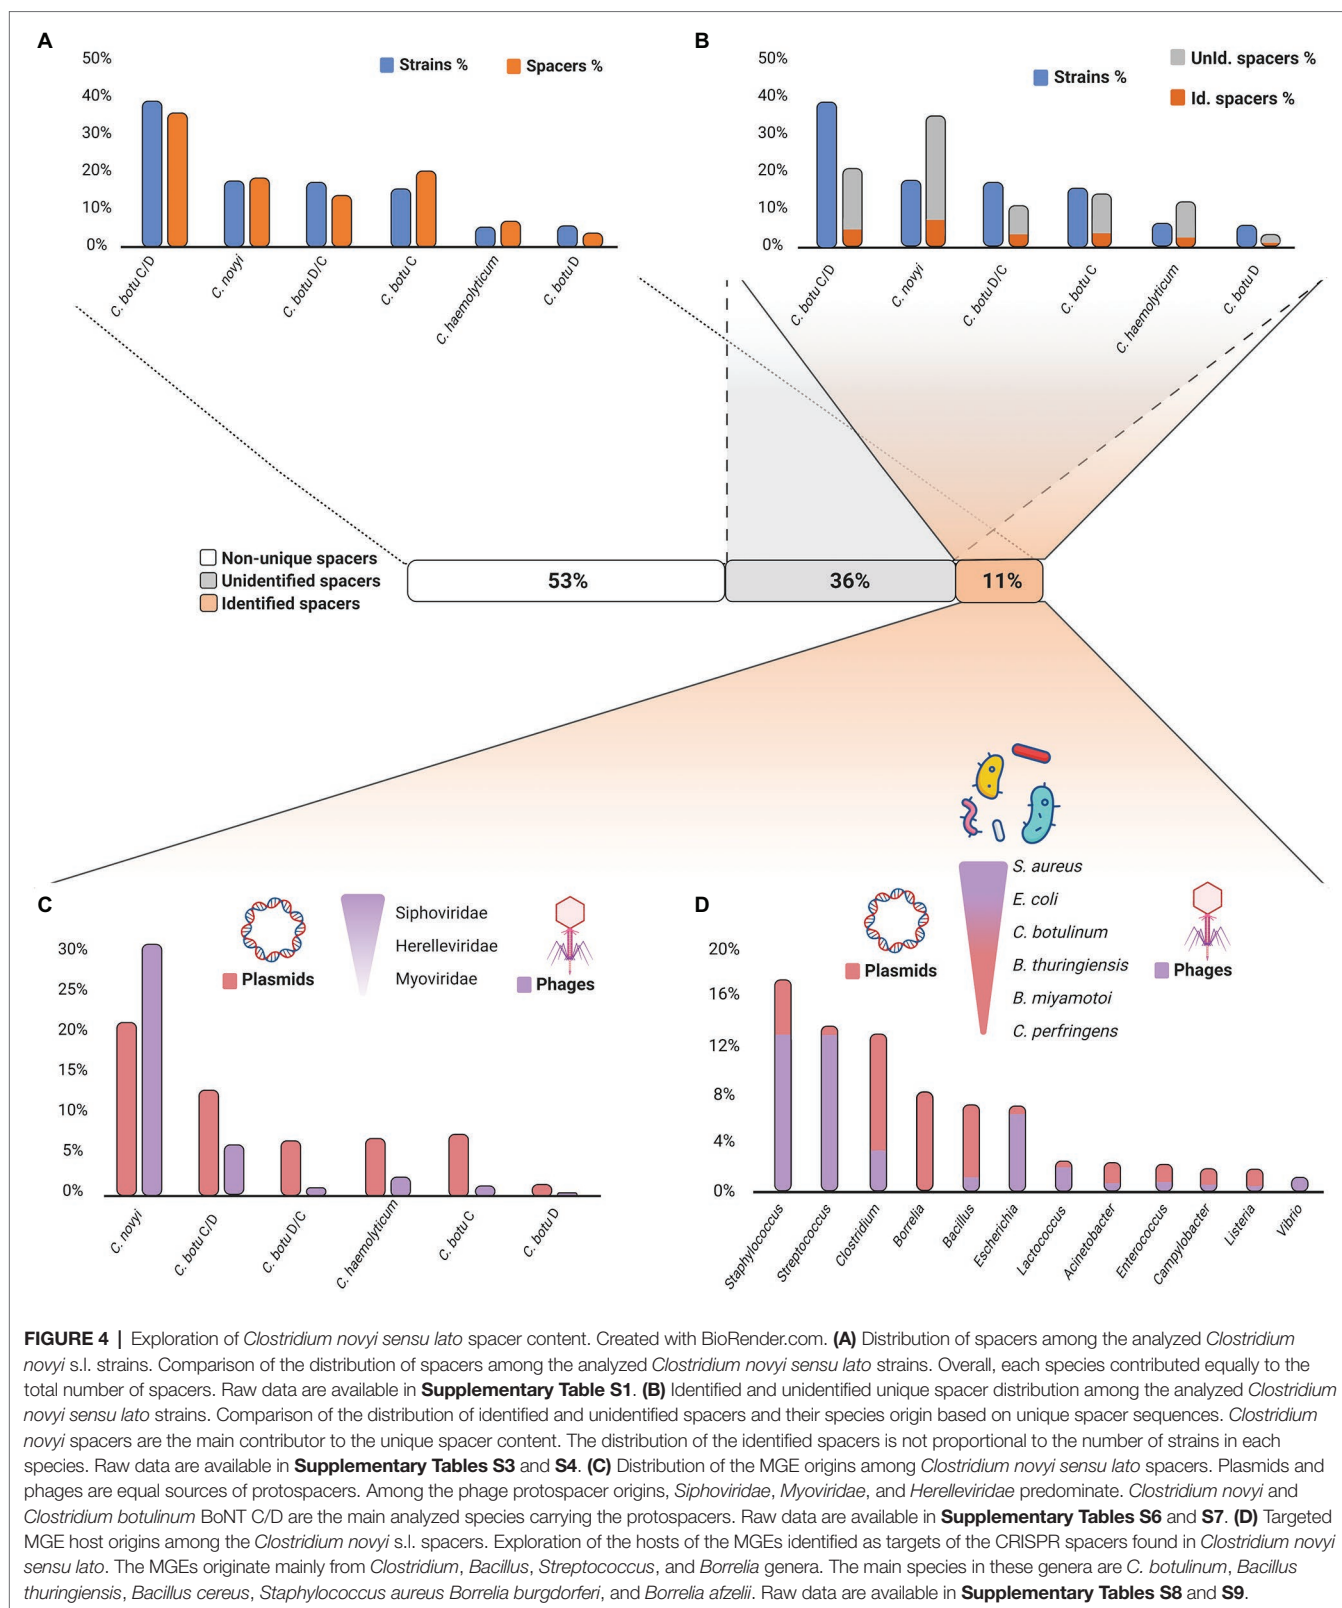 A
50%
40%
30%
20%
10%
0%
Strains %
Spacers %
C. botu C/D
C. novyi
C. botu D/C
C. botu C
C. haemolyticum
C. botu D
B
50%
40%
30%
20%
10%
0%
Strains %
Unld. spacers %
Id. spacers %
C. botu C/D
C. novyi
C. botu D/C
C. botu C
C. haemolyticum
C. botu D
Non-unique spacers
Unidentified spacers
Identified spacers
53%
36%
11%
C
30%
25%
20%
15%
10%
5%
0%
Plasmids
Siphoviridae
Herelleviridae
Myoviridae
Phages
C. novyi
C. botu C/D
C. botu D/C
C. haemolyticum
C. botu C
C. botu D
D
20%
16%
12%
8%
4%
0%
Plasmids
S. aureus
E. coli
C. botulinum
B. thuringiensis
B. miyamotoi
C. perfringens
Phages
Staphylococcus
Streptococcus
Clostridium
Borrelia
Bacillus
Escherichia
Lactococcus
Acinetobacter
Enterococcus
Campylobacter
Listeria
Vibrio
FIGURE 4 | Exploration of Clostridium novyi sensu lato spacer content. Created with BioRender.com. (A) Distribution of spacers among the analyzed Clostridium
novyi s.l. strains. Comparison of the distribution of spacers among the analyzed Clostridium novyi sensu lato strains. Overall, each species contributed equally to the
total number of spacers. Raw data are available in Supplementary Table S1. (B) Identified and unidentified unique spacer distribution among the analyzed Clostridium
novyi sensu lato strains. Comparison of the distribution of identified and unidentified spacers and their species origin based on unique spacer sequences. Clostridium
novyi spacers are the main contributor to the unique spacer content. The distribution of the identified spacers is not proportional to the number of strains in each
species. Raw data are available in Supplementary Tables S3 and S4. (C) Distribution of the MGE origins among Clostridium novyi sensu lato spacers. Plasmids and
phages are equal sources of protospacers. Among the phage protospacer origins, Siphoviridae, Myoviridae, and Herelleviridae predominate. Clostridium novyi and
Clostridium botulinum BoNT C/D are the main analyzed species carrying the protospacers. Raw data are available in Supplementary Tables S6 and S7. (D) Targeted
MGE host origins among the Clostridium novyi s.l. spacers. Exploration of the hosts of the MGEs identified as targets of the CRISPR spacers found in Clostridium novyi
sensu lato. The MGEs originate mainly from Clostridium, Bacillus, Streptococcus, and Borrelia genera. The main species in these genera are C. botulinum, Bacillus
thuringiensis, Bacillus cereus, Staphylococcus aureus Borrelia burgdorferi, and Borrelia afzelii. Raw data are available in Supplementary Tables S8 and S9.